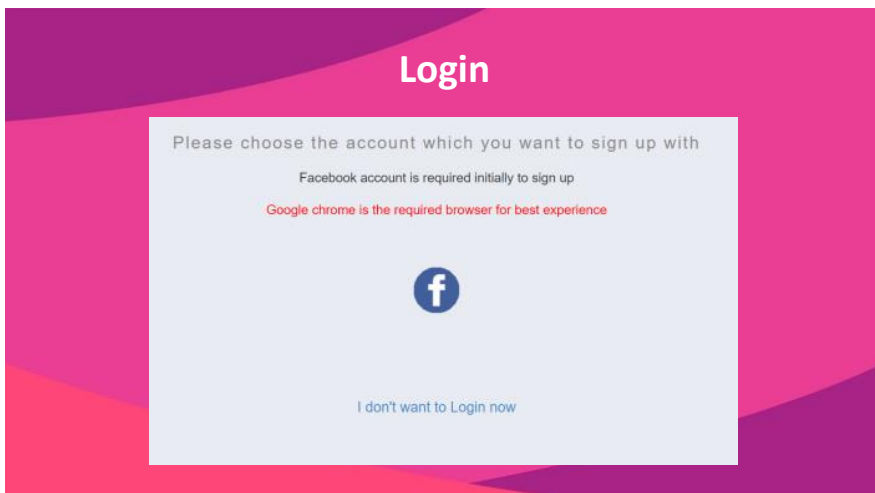 Login
Please choose the account which you want to sign up with
Facebook account is required initially to sign up
Google chrome is the required browser for best experience
f
I don't want to Login now